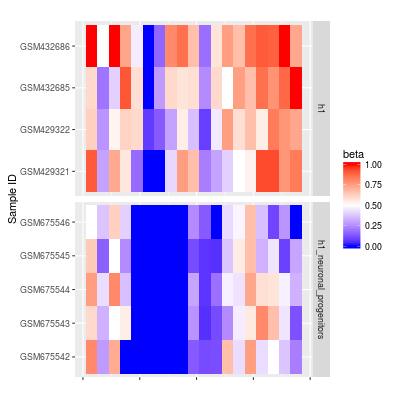 GSM432686
GSM432685
GSM429322
GSM429321
h1
GSM675546
GSM675545
GSM675544
GSM675543
GSM675542
h1_neuronal_progenitors
Sample ID
beta
1.00
0.75
0.50
0.25
0.00